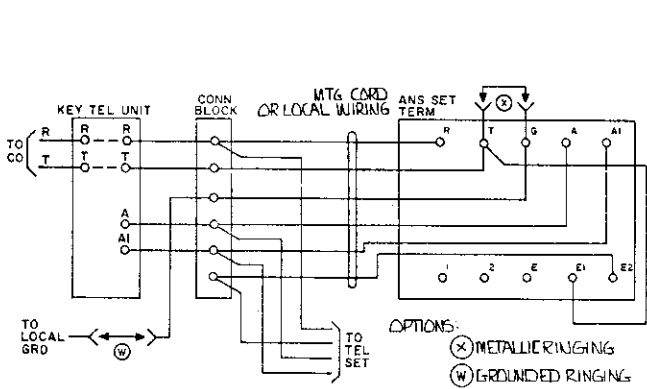 MTG CORD
OR LOCAL WIRING
KEY TEL UNIT
CONN
BLOCK
ANS SET
TERM
X
TO
CO
R
R
R
T
T
T
A
A1
R
T
G
A
A1
1
2
E
E1
E2
TO
LOCAL
GRD
W
TO
TEL
SET
OPTIONS:
X METALLIC RINGING
W GROUNDED RINGING